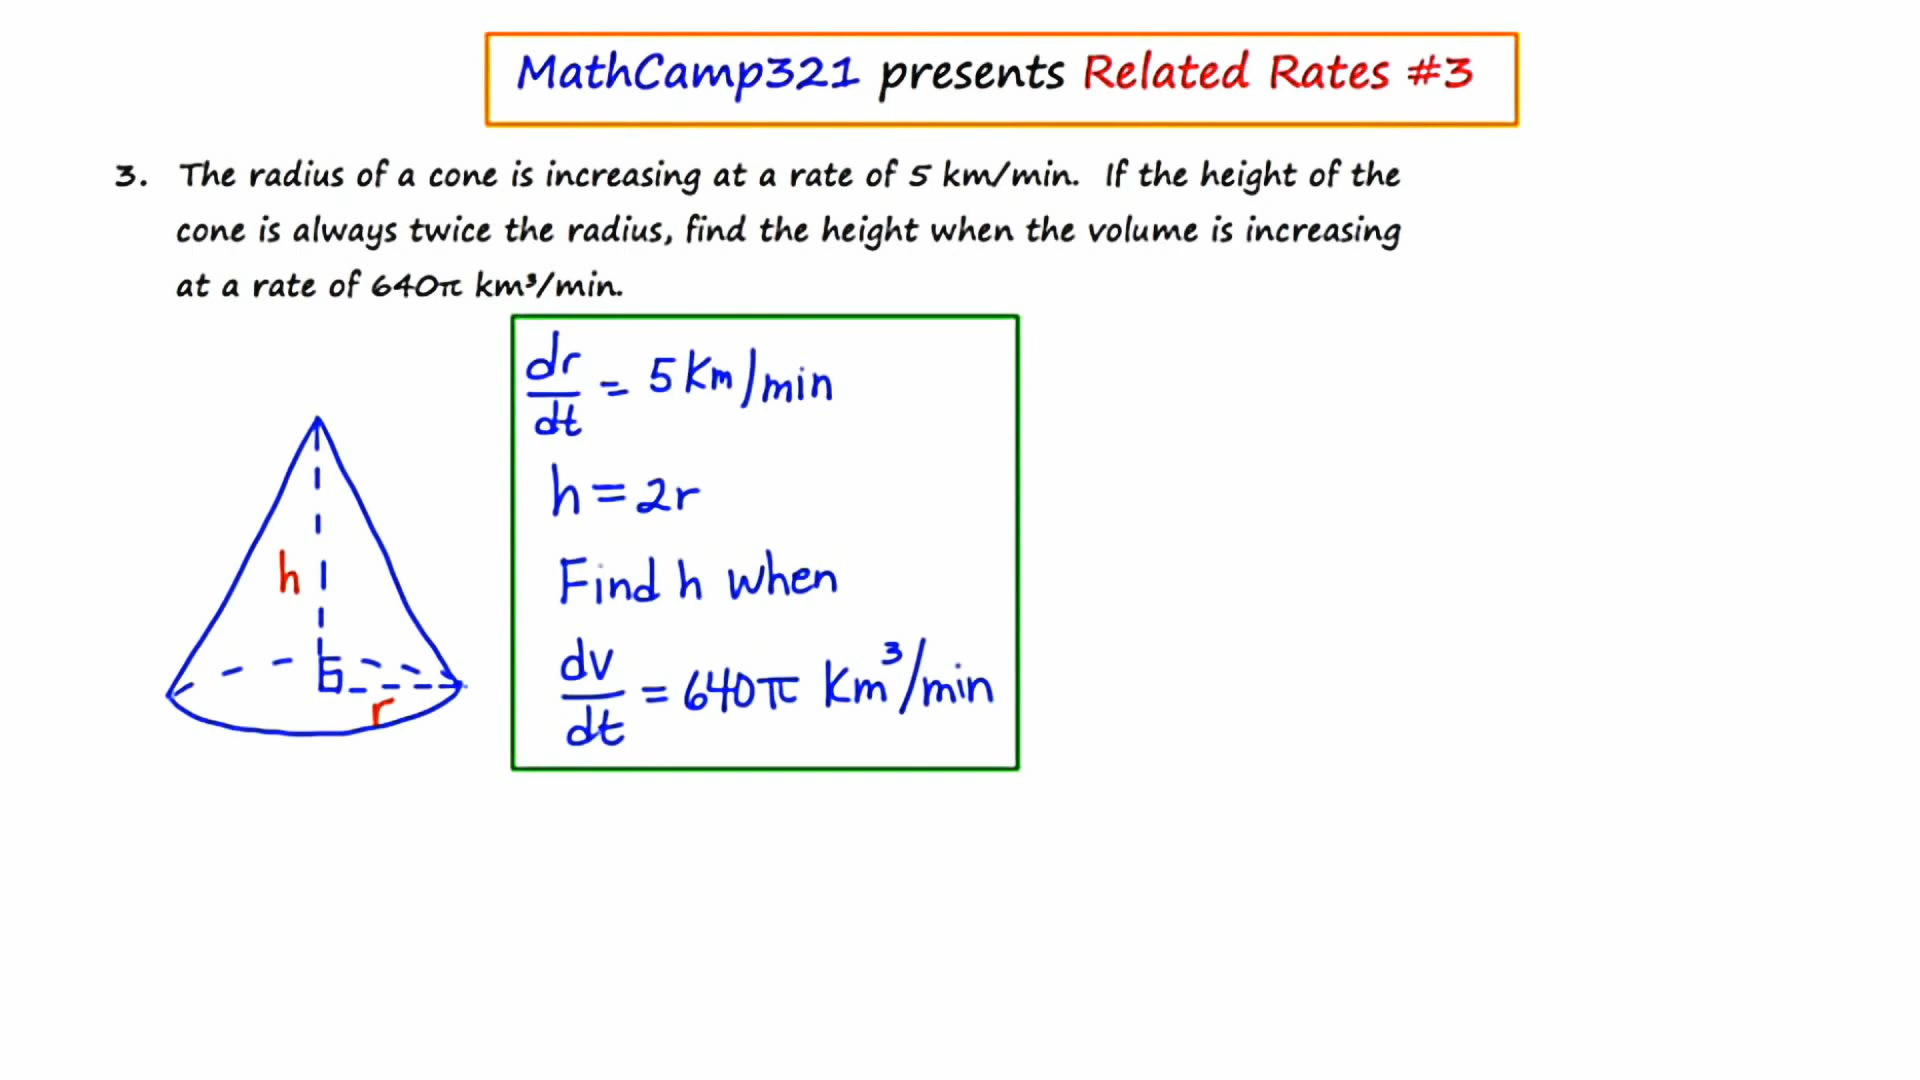 MathCamp321 presents Related Rates #3
3. The radius of a cone is increasing at a rate of 5 km/min. If the height of the
cone is always twice the radius, find the height when the volume is increasing
at a rate of 640π km³/min.
dr/dt = 5 km/min
h = 2r
Find h when
dv/dt = 640π km³/min
h
r